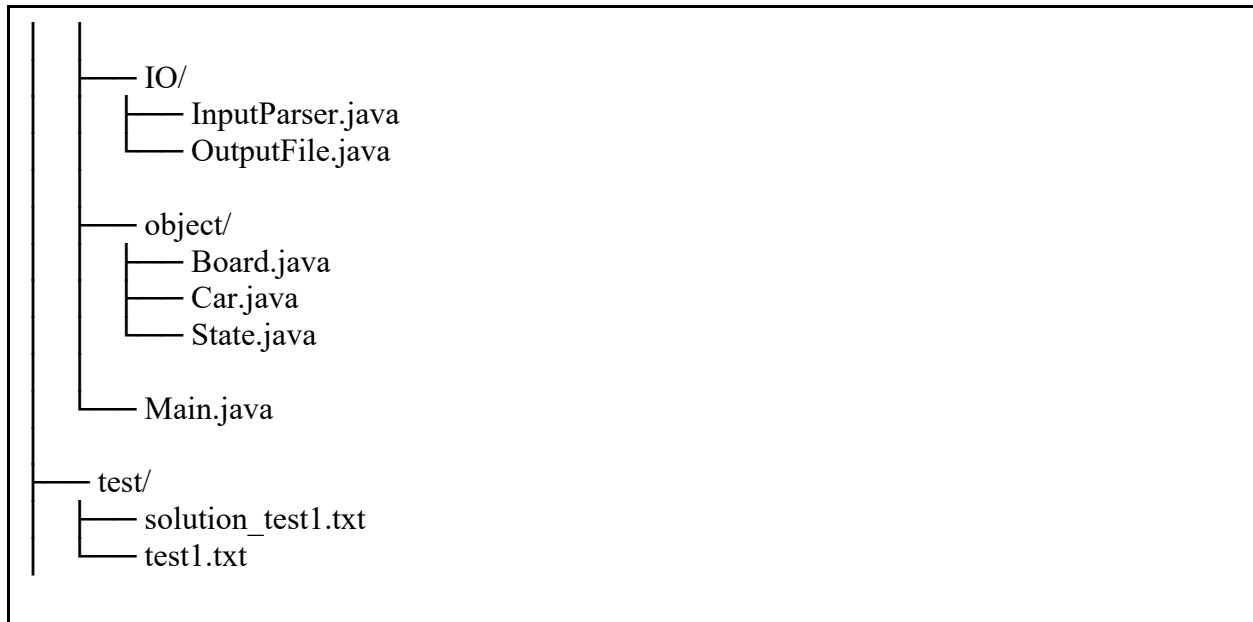 IO/
InputParser.java
OutputFile.java
object/
Board.java
Car.java
State.java
Main.java
test/
solution_test1.txt
test1.txt